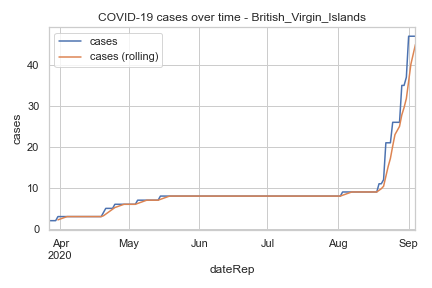 COVID-19 cases over time - British_Virgin_Islands
cases
cases (rolling)
cases
40
30
20
10
0
Apr
2020
May
Jun
Jul
Aug
Sep
dateRep